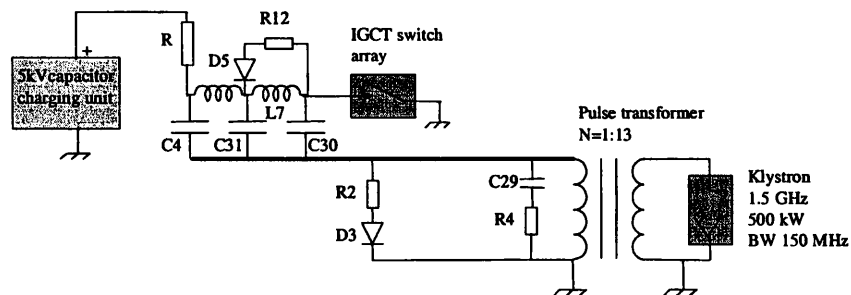 R12
IGCT switch
array
R
D5
+
5kVcapacitor
charging unit
L7
C4
C31
C30
Pulse transformer
N=1:13
R2
C29
R4
D3
Klystron
1.5 GHz
500 kW
BW 150 MHz